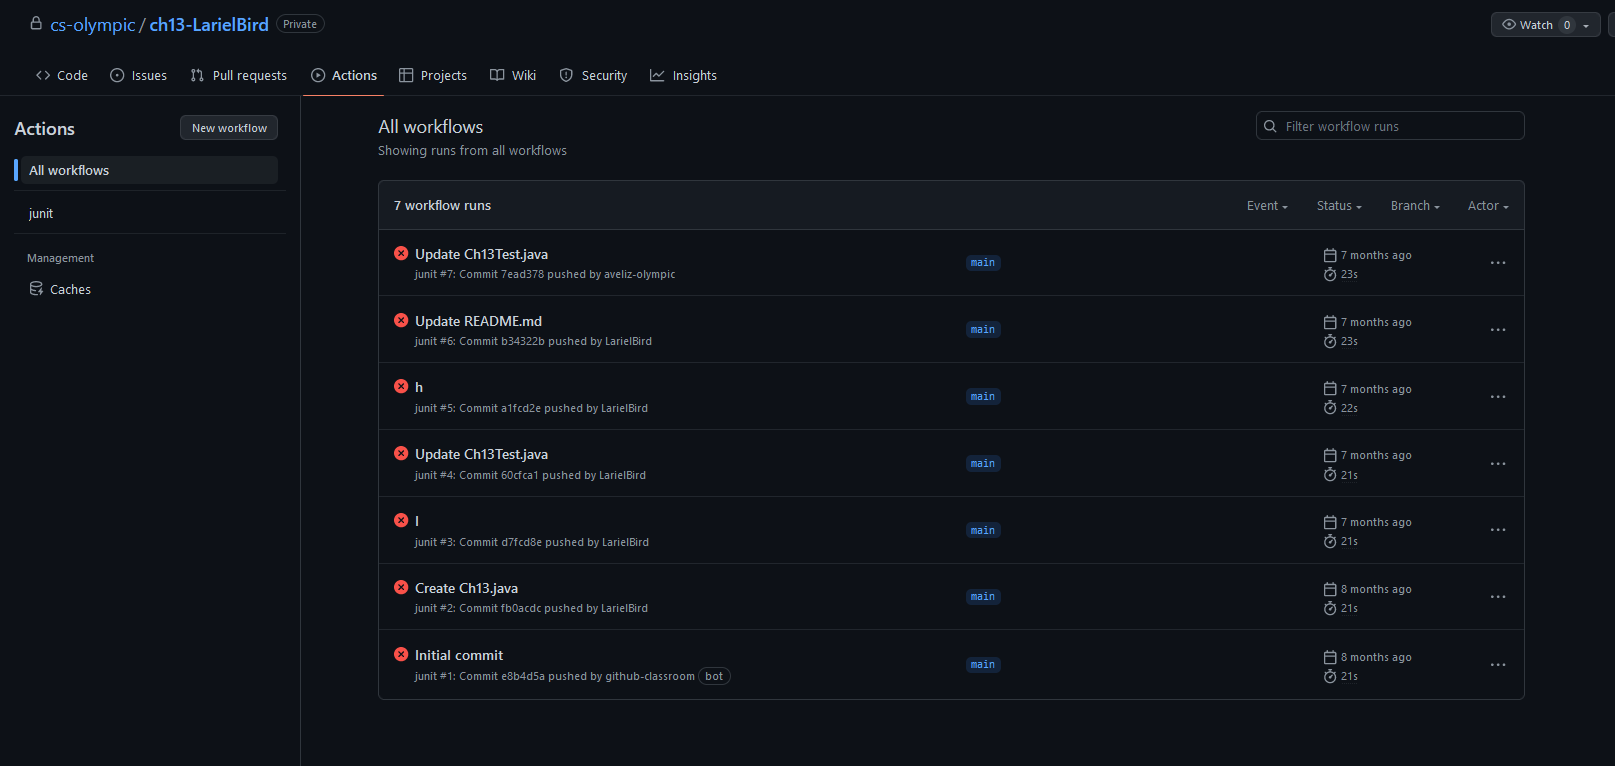 cs-olympic / ch13-LarielBird Private
Watch 0
Code Issues Pull requests Actions Projects Wiki Security Insights
Actions
New workflow
All workflows
junit
Management
Caches
All workflows
Showing runs from all workflows
Filter workflow runs
7 workflow runs
Event Status Branch Actor
Update Ch13Test.java
junit #7: Commit 7ead378 pushed by aveliz-olympic
main
7 months ago
23s
Update README.md
junit #6: Commit b34322b pushed by LarielBird
main
7 months ago
23s
h
junit #5: Commit a1fcd2e pushed by LarielBird
main
7 months ago
22s
Update Ch13Test.java
junit #4: Commit 60cfca1 pushed by LarielBird
main
7 months ago
21s
l
junit #3: Commit d7fcd8e pushed by LarielBird
main
7 months ago
21s
Create Ch13.java
junit #2: Commit fb0acdc pushed by LarielBird
main
8 months ago
21s
Initial commit
junit #1: Commit e8b4d5a pushed by github-classroom bot
main
8 months ago
21s